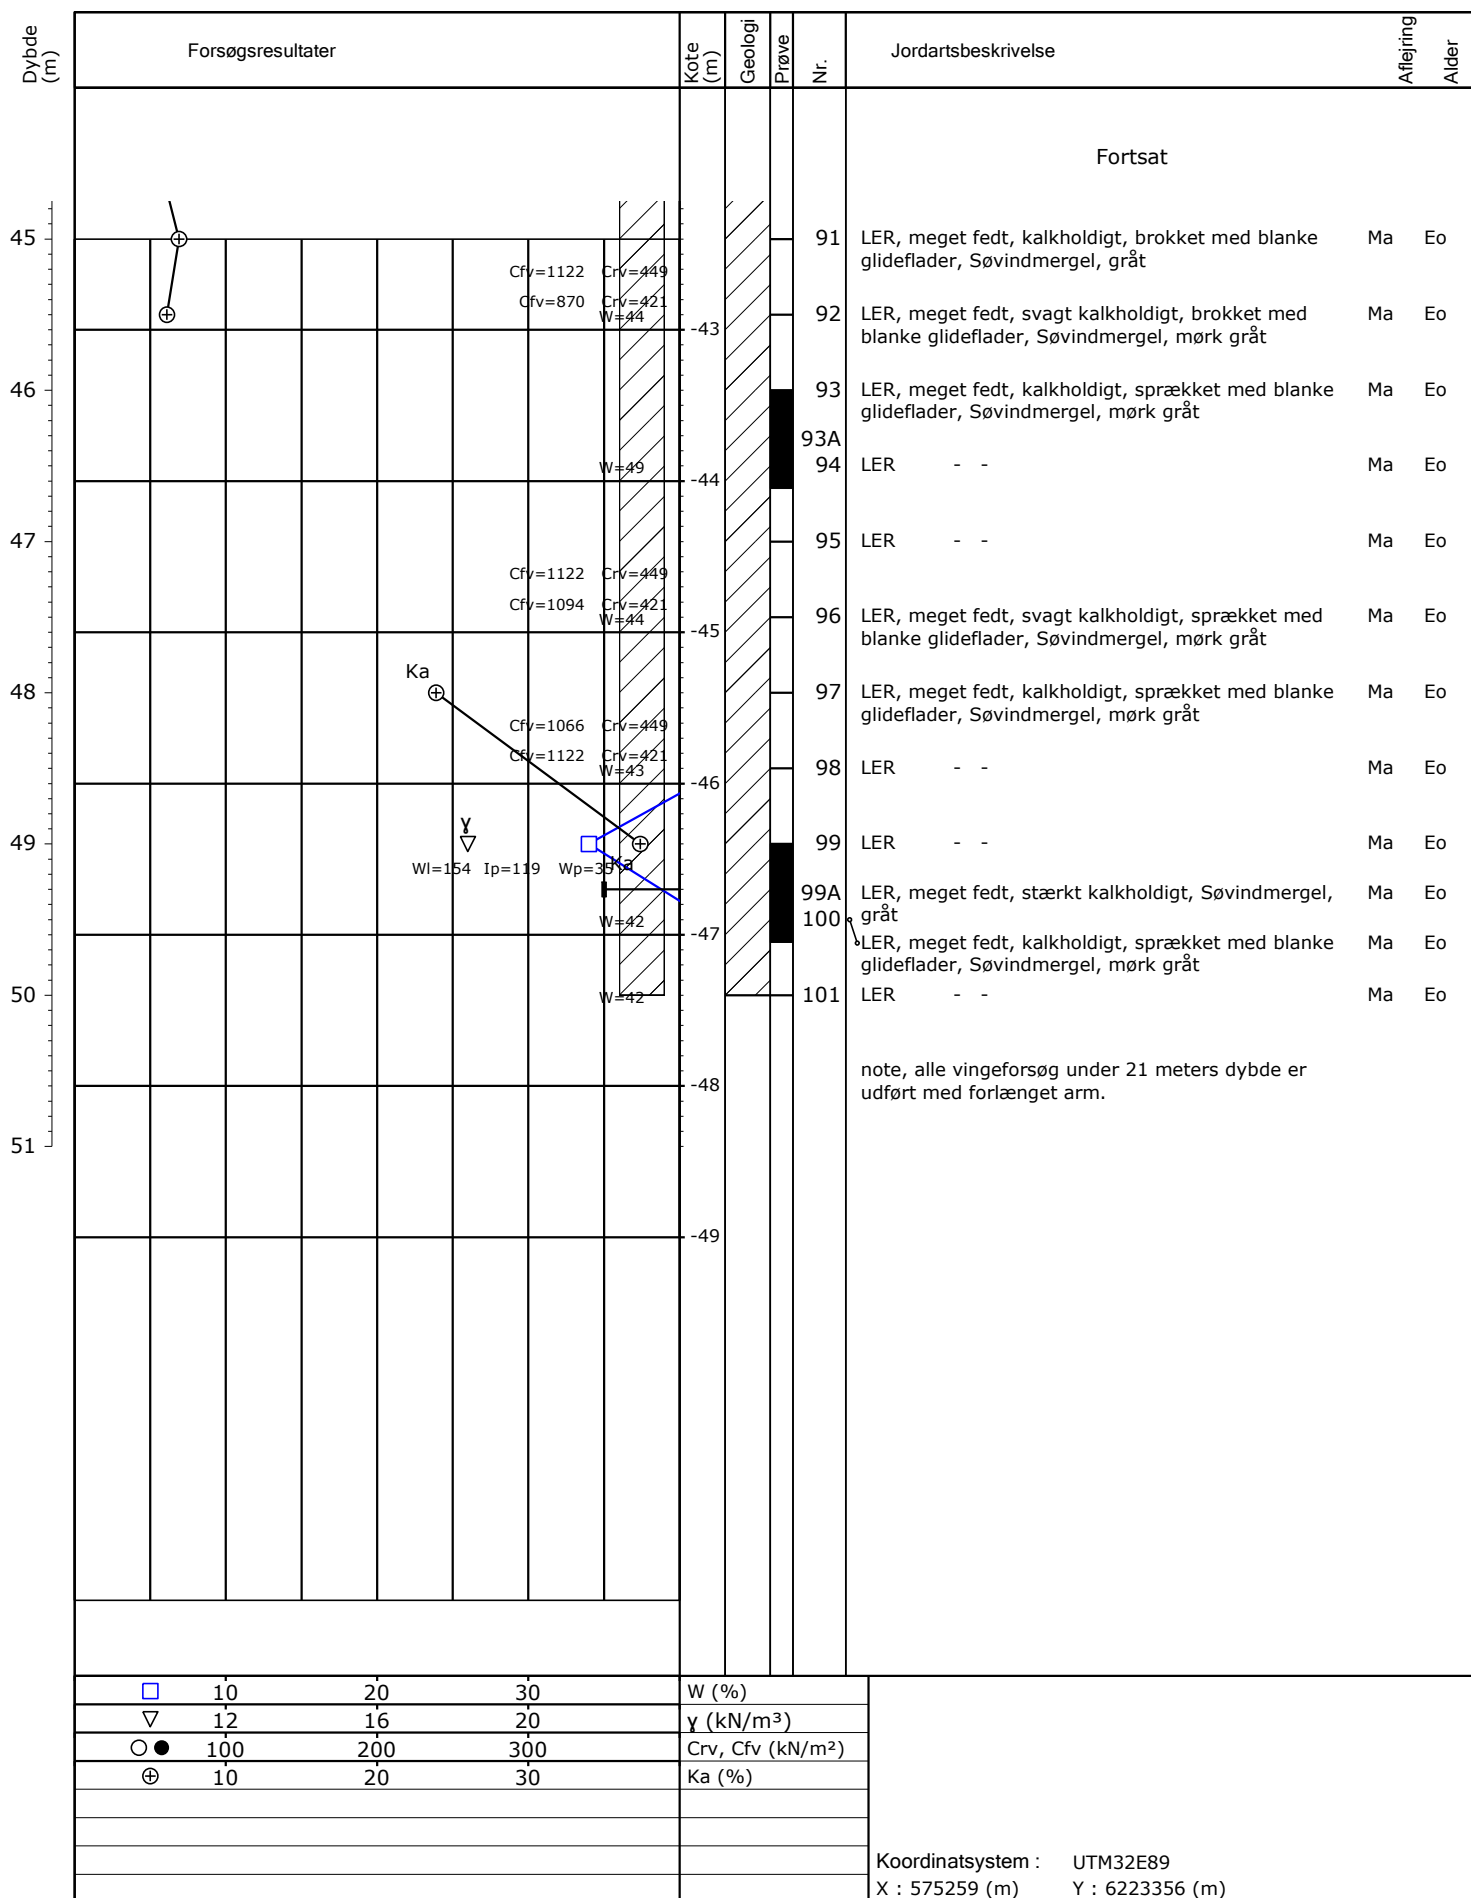 Dybde (m)
Forsøgsresultater
Kote (m)
Geologi
Prøve
Nr.
Jordartsbeskrivelse
Aflejring
Alder
Fortsat
45
91 LER, meget fedt, kalkholdigt, brokket med blanke Ma Eo
glideflader, Søvindmergel, gråt
Cfv=1122 Crv=449
Cfv=870 Crv=421
W=44
92 LER, meget fedt, svagt kalkholdigt, brokket med Ma Eo
-43
blanke glideflader, Søvindmergel, mørk gråt
46
93 LER, meget fedt, kalkholdigt, sprækket med blanke Ma Eo
glideflader, Søvindmergel, mørk gråt
93A
W=49
94 LER - - Ma Eo
-44
47
95 LER - - Ma Eo
Cfv=1122 Crv=449
Cfv=1094 Crv=421
W=44
96 LER, meget fedt, svagt kalkholdigt, sprækket med Ma Eo
-45
blanke glideflader, Søvindmergel, mørk gråt
Ka
48
97 LER, meget fedt, kalkholdigt, sprækket med blanke Ma Eo
glideflader, Søvindmergel, mørk gråt
Cfv=1066 Crv=449
Cfv=1122 Crv=421
W=43
98 LER - - Ma Eo
-46
γ
49
99 LER - - Ma Eo
Wl=154 Ip=119 Wp=35
Ka
99A LER, meget fedt, stærkt kalkholdigt, Søvindmergel, Ma Eo
gråt
W=42
100
-47
LER, meget fedt, kalkholdigt, sprækket med blanke Ma Eo
glideflader, Søvindmergel, mørk gråt
50
W=42
101 LER - - Ma Eo
note, alle vingeforsøg under 21 meters dybde er
-48
udført med forlænget arm.
51
-49
10 20 30 W (%)
12 16 20 γ (kN/m³)
100 200 300 Crv, Cfv (kN/m²)
10 20 30 Ka (%)
Koordinatsystem : UTM32E89
X : 575259 (m) Y : 6223356 (m)